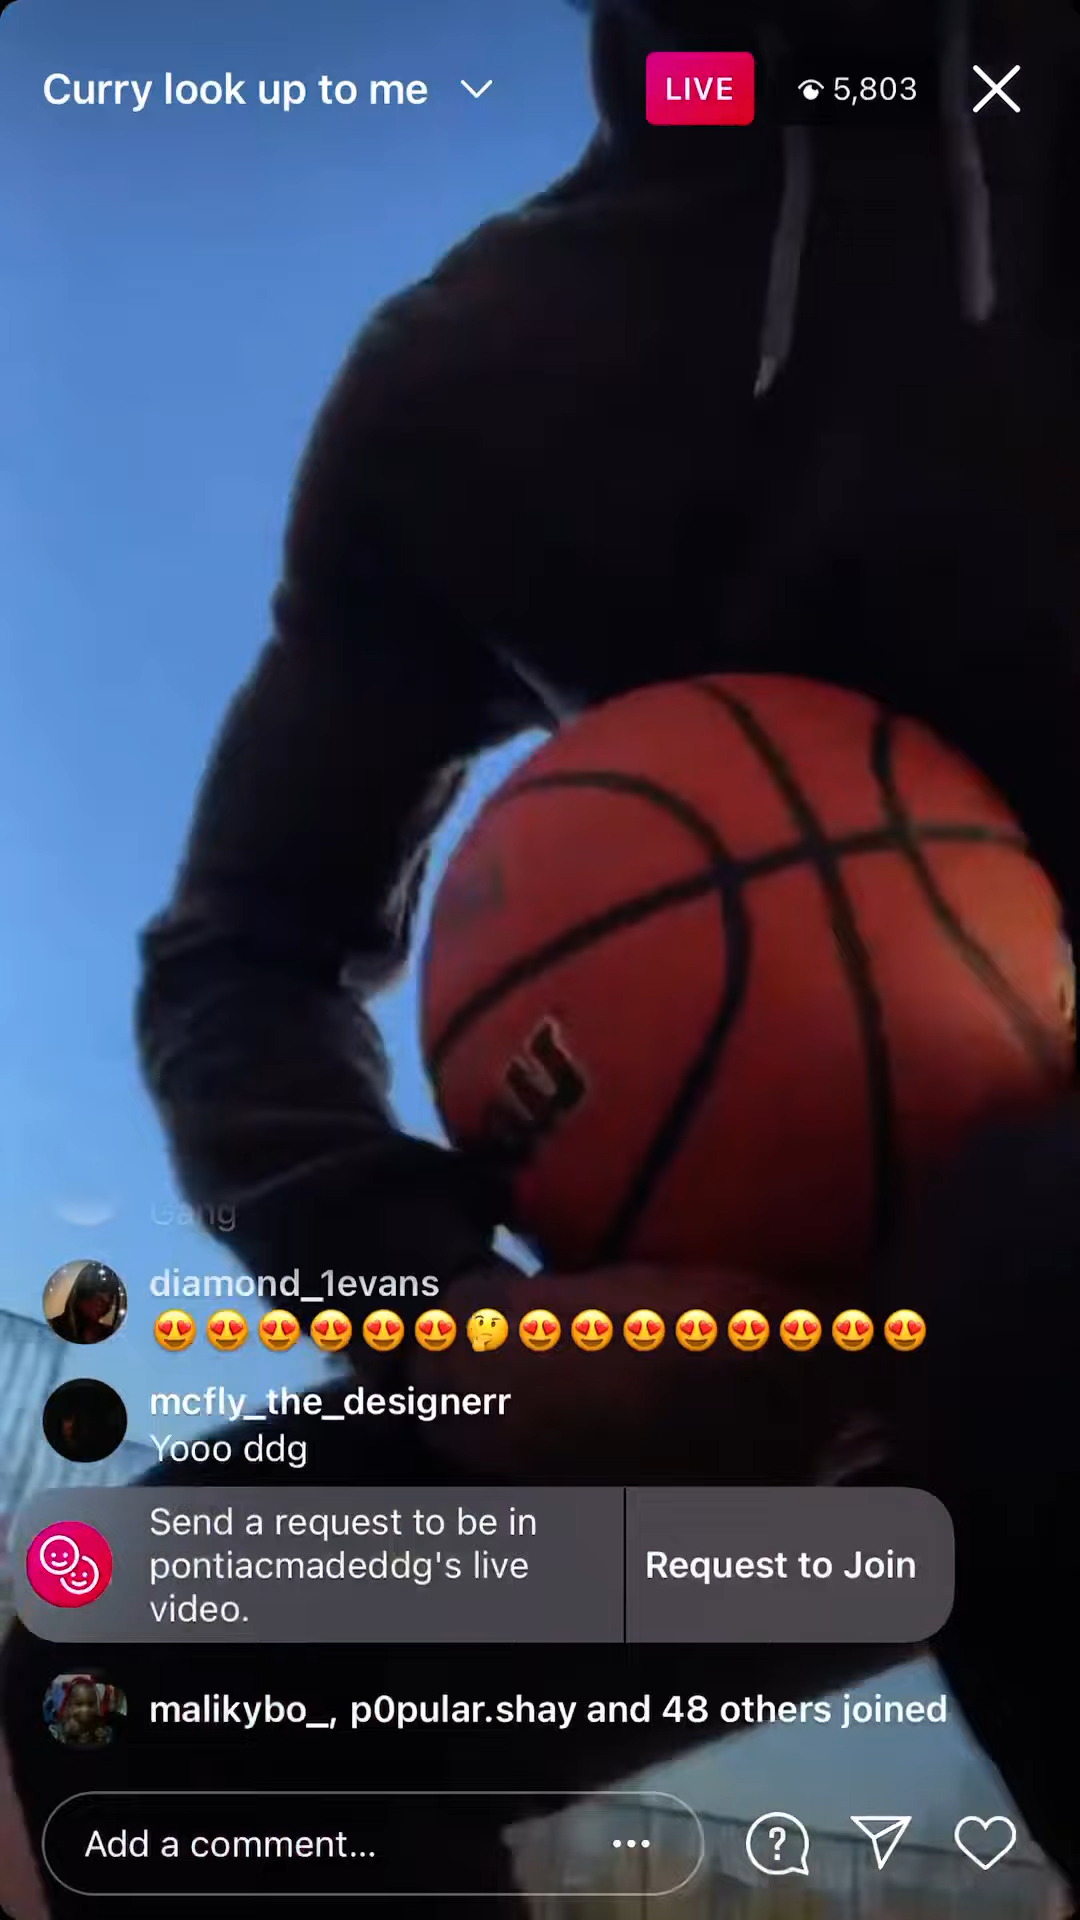 Curry look up to me
LIVE
5,803
Gang
diamond_1evans
😍😍😍😍😍😍🤔😍😍😍😍😍😍😍😍
mcfly_the_designerr
Yooo ddg
Send a request to be in
pontiacmadeddg's live
video.
Request to Join
malikybo_, p0pular.shay and 48 others joined
Add a comment...